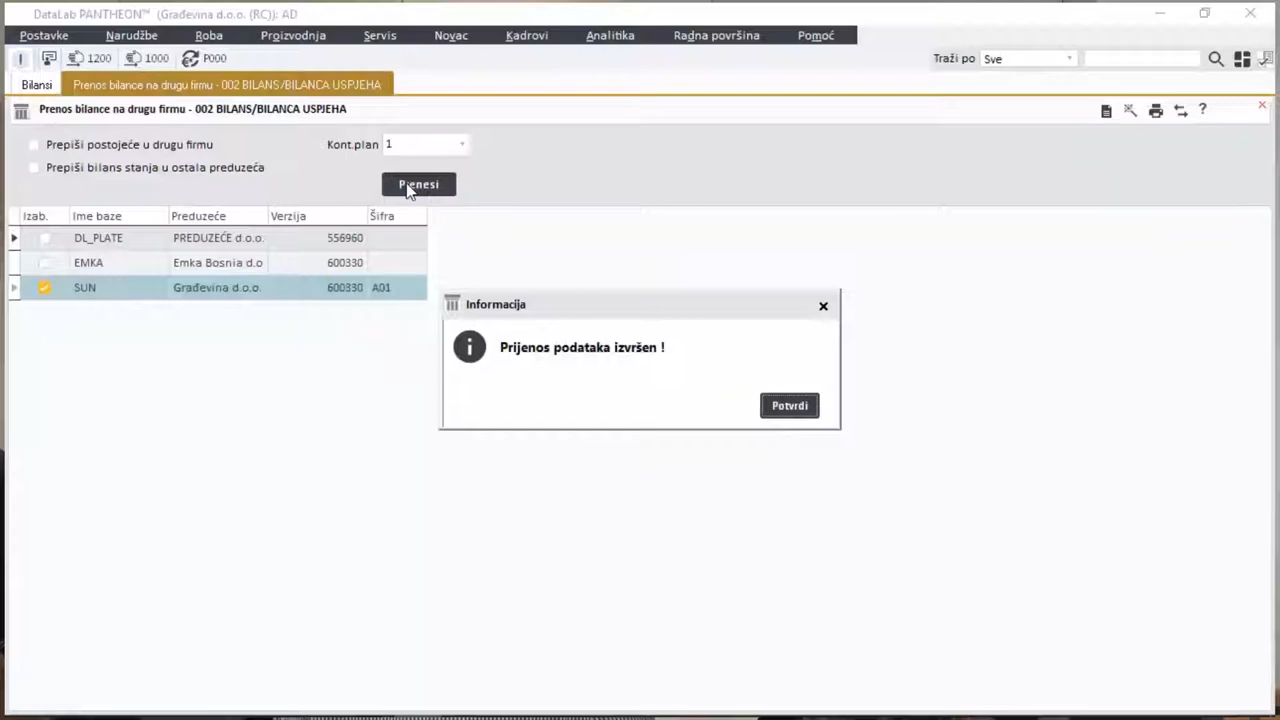 DataLab PANTHEON™ (Građevina d.o.o. (RC)): AD
Postavke Narudžbe Roba Proizvodnja Servis Novac Kadrovi Analitika Radna površina Pomoć
1200 1000 P000 Traži po Sve
Bilansi Prenos bilance na drugu firmu - 002 BILANS/BILANCA USPJEHA
Prenos bilance na drugu firmu - 002 BILANS/BILANCA USPJEHA
Prepiši postojeće u drugu firmu Kont.plan 1
Prepiši bilans stanja u ostala preduzeća
Prenesi
Izab. Ime baze Preduzeće Verzija Šifra
DL_PLATE PREDUZEĆE d.o.o. 556960
EMKA Emka Bosnia d.o 600330
SUN Građevina d.o.o. 600330 A01
Informacija
Prijenos podataka izvršen !
Potvrdi